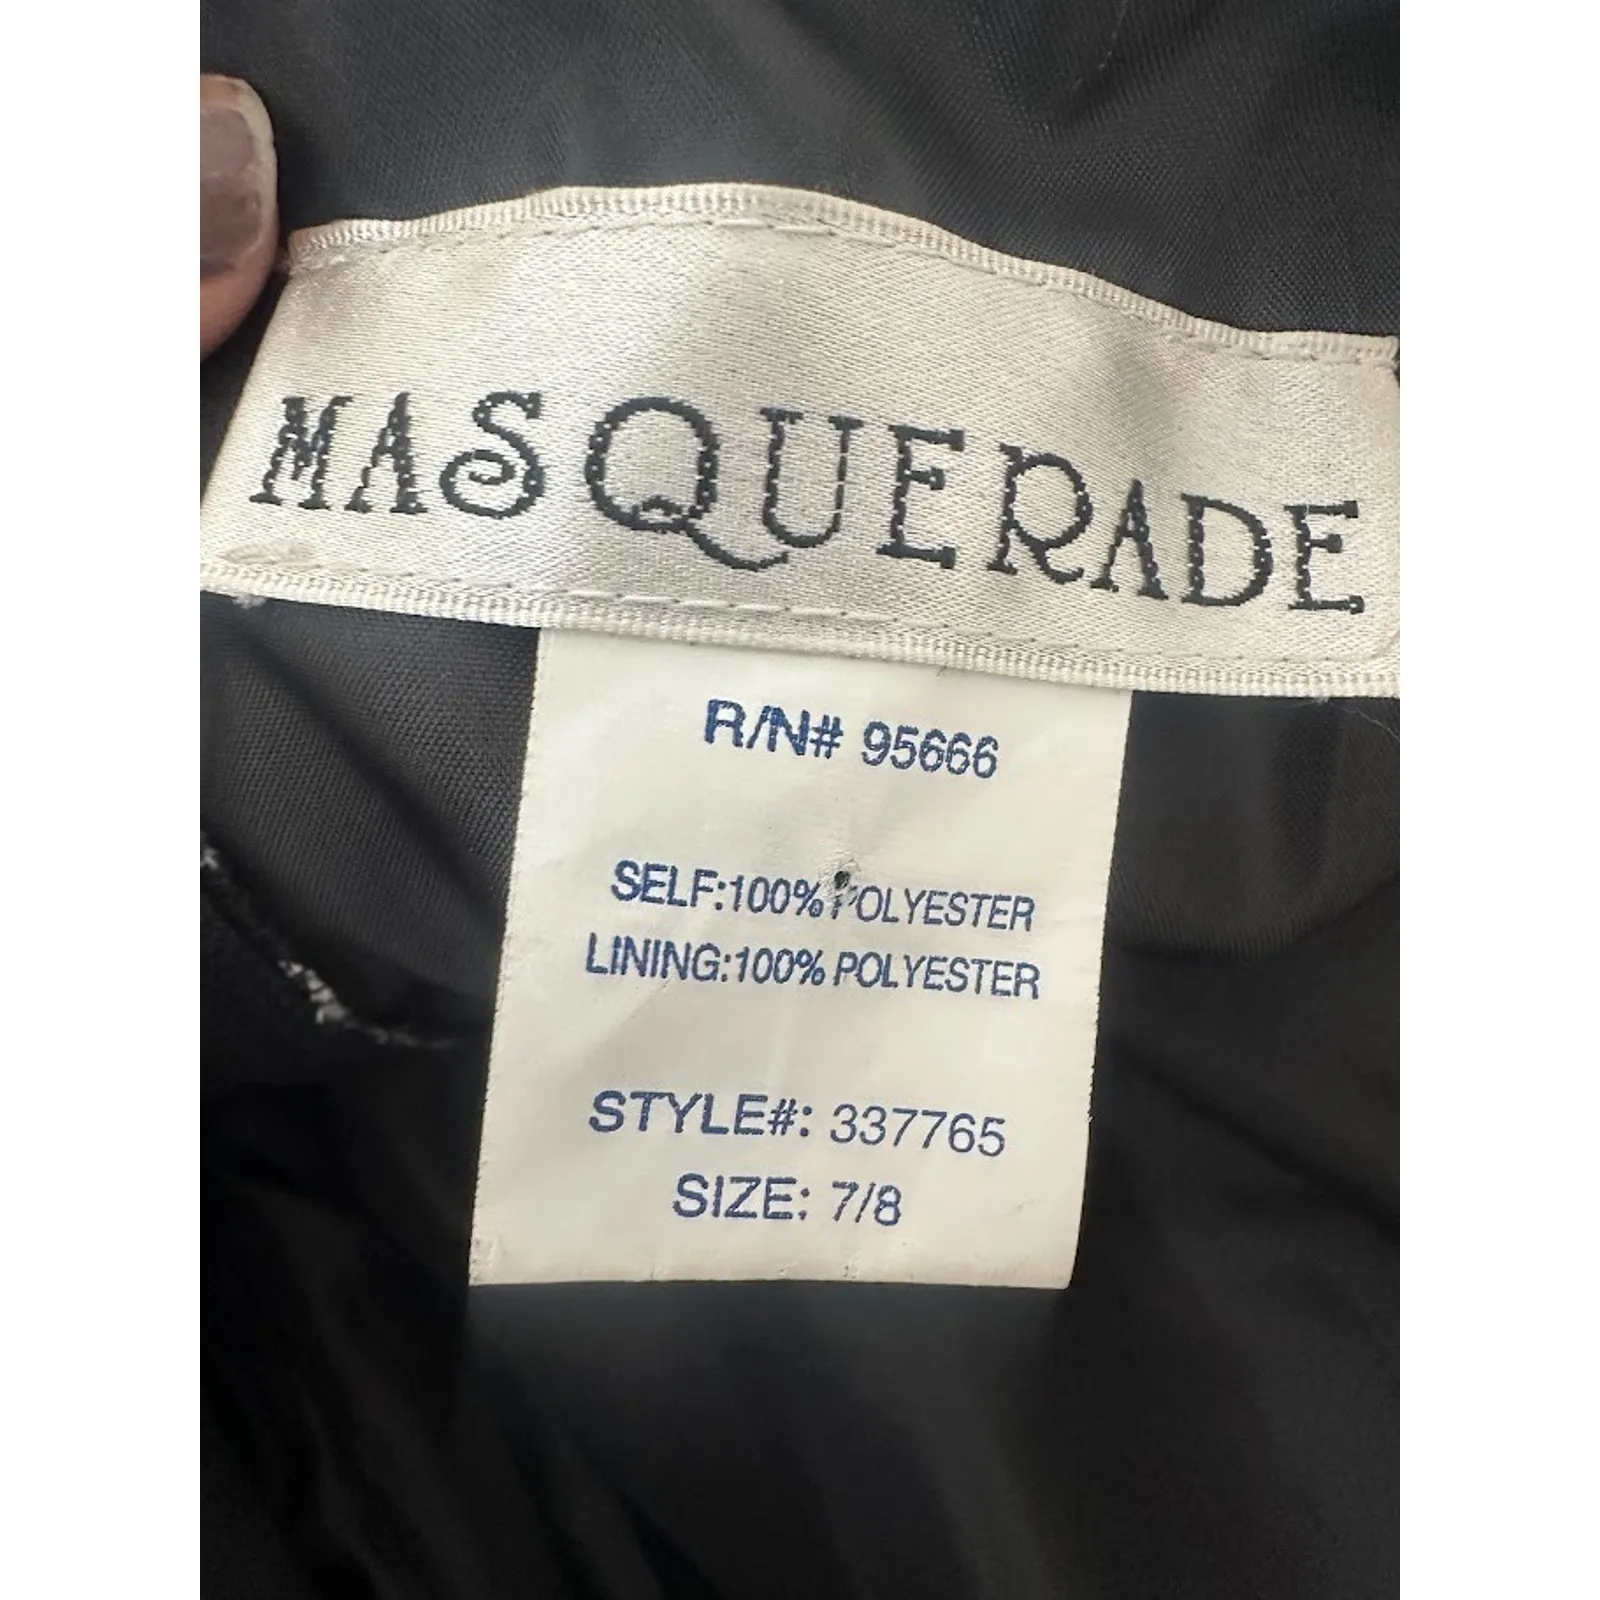 MASQUERADE
R/N# 95666
SELF:100% POLYESTER
LINING:100% POLYESTER
STYLE#: 337765
SIZE: 7/8